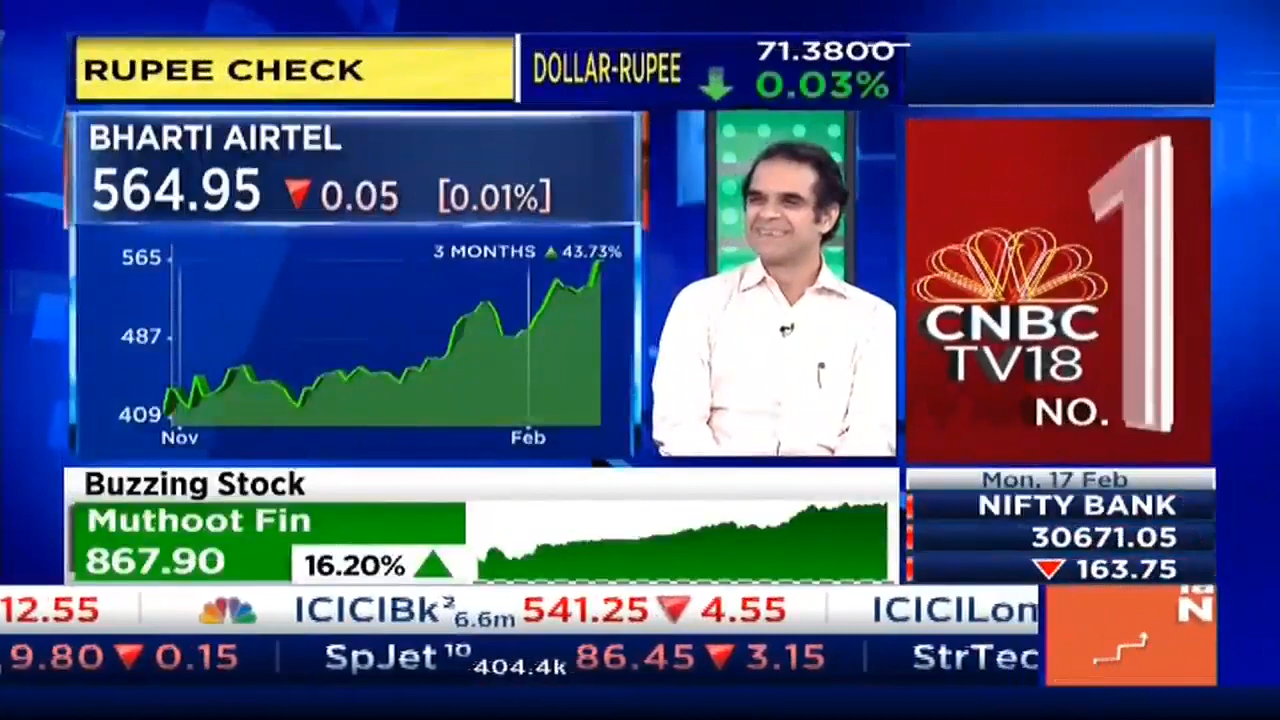 RUPEE CHECK
DOLLAR-RUPEE
71.3800
0.03%
BHARTI AIRTEL
564.95 ▼ 0.05 [0.01%]
3 MONTHS ▲ 43.73%
565
487
409
Nov Feb
CNBC
TV18
NO. 1
Buzzing Stock
Muthoot Fin
867.90
16.20% ▲
Mon, 17 Feb
NIFTY BANK
30671.05
▼ 163.75
12.55 ICICIBk² 6.6m 541.25 ▼ 4.55 ICICILom
9.80 ▼ 0.15 SpJet¹⁰ 404.4k 86.45 ▼ 3.15 StrTec
N